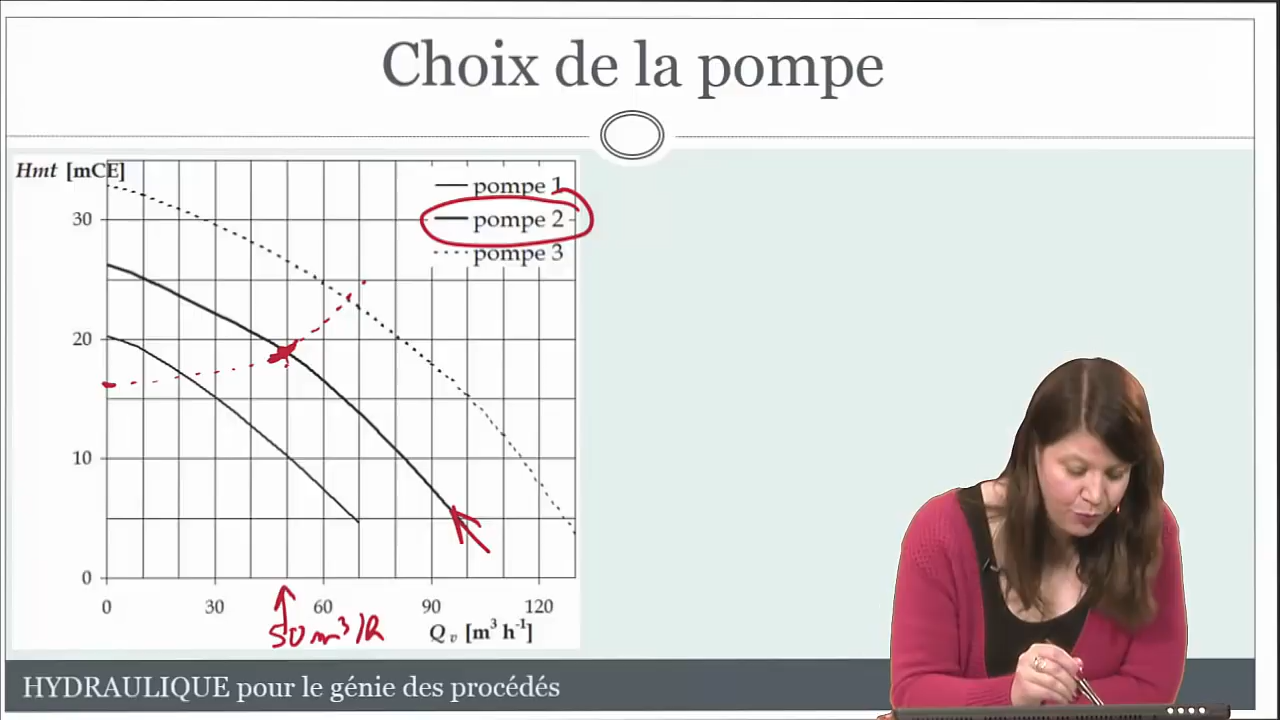 Choix de la pompe
Hmt [mCE]
pompe 1
pompe 2
pompe 3
30
20
10
0
0 30 60 90 120
50 m³/h
Q v [m³ h⁻¹]
HYDRAULIQUE pour le génie des procédés